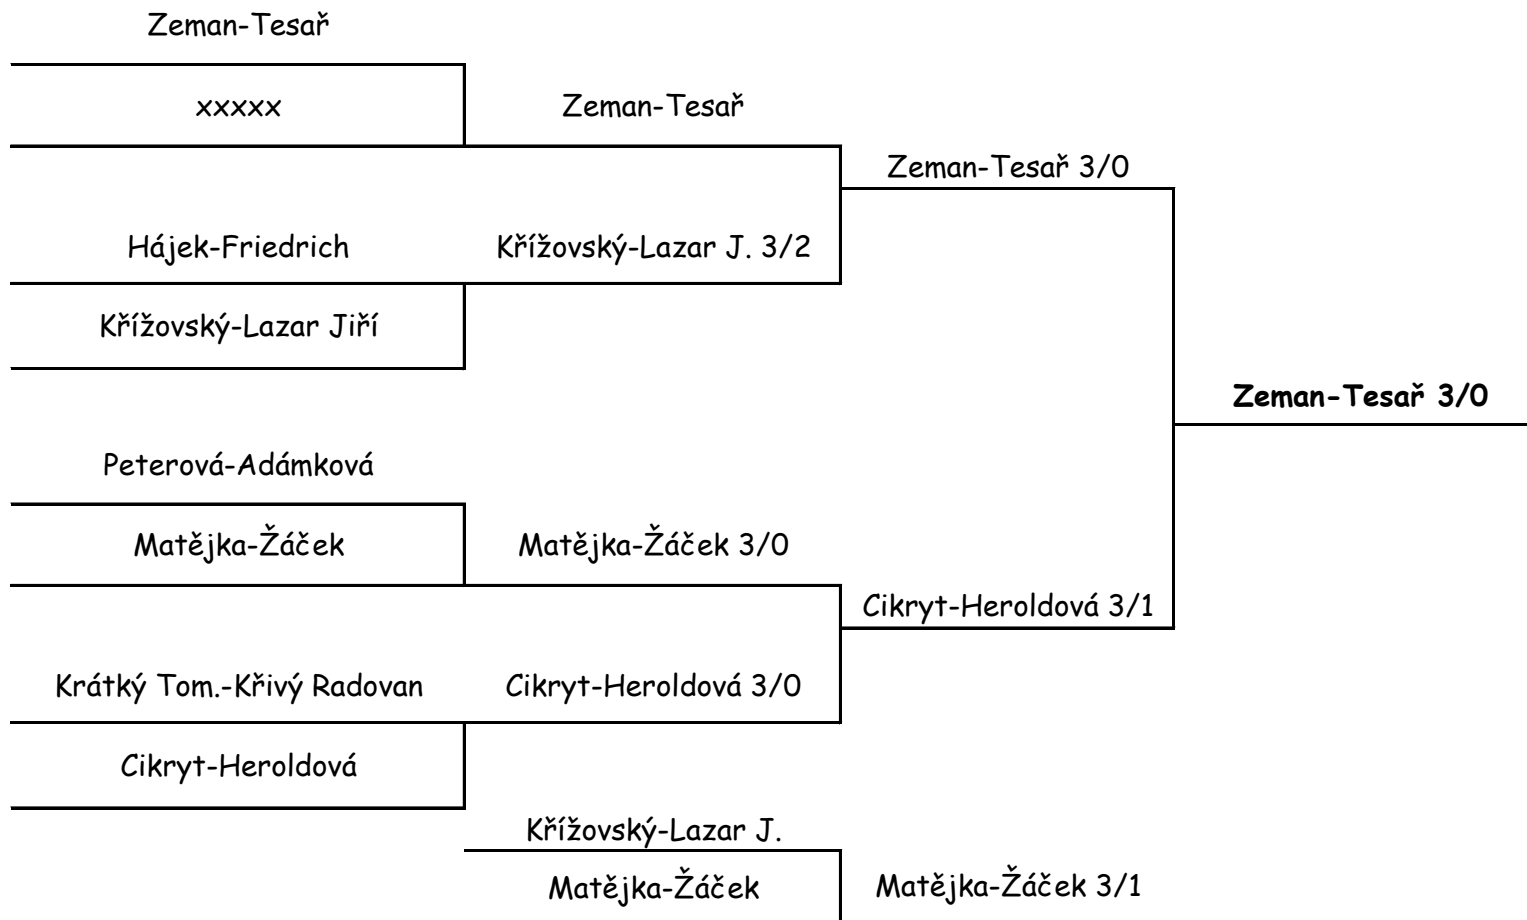 Zeman-Tesař
xxxxx
Zeman-Tesař
Zeman-Tesař 3/0
Hájek-Friedrich
Křížovský-Lazar J. 3/2
Křížovský-Lazar Jiří
Zeman-Tesař 3/0
Peterová-Adámková
Matějka-Žáček
Matějka-Žáček 3/0
Cikryt-Heroldová 3/1
Krátký Tom.-Křivý Radovan
Cikryt-Heroldová 3/0
Cikryt-Heroldová
Křížovský-Lazar J.
Matějka-Žáček
Matějka-Žáček 3/1